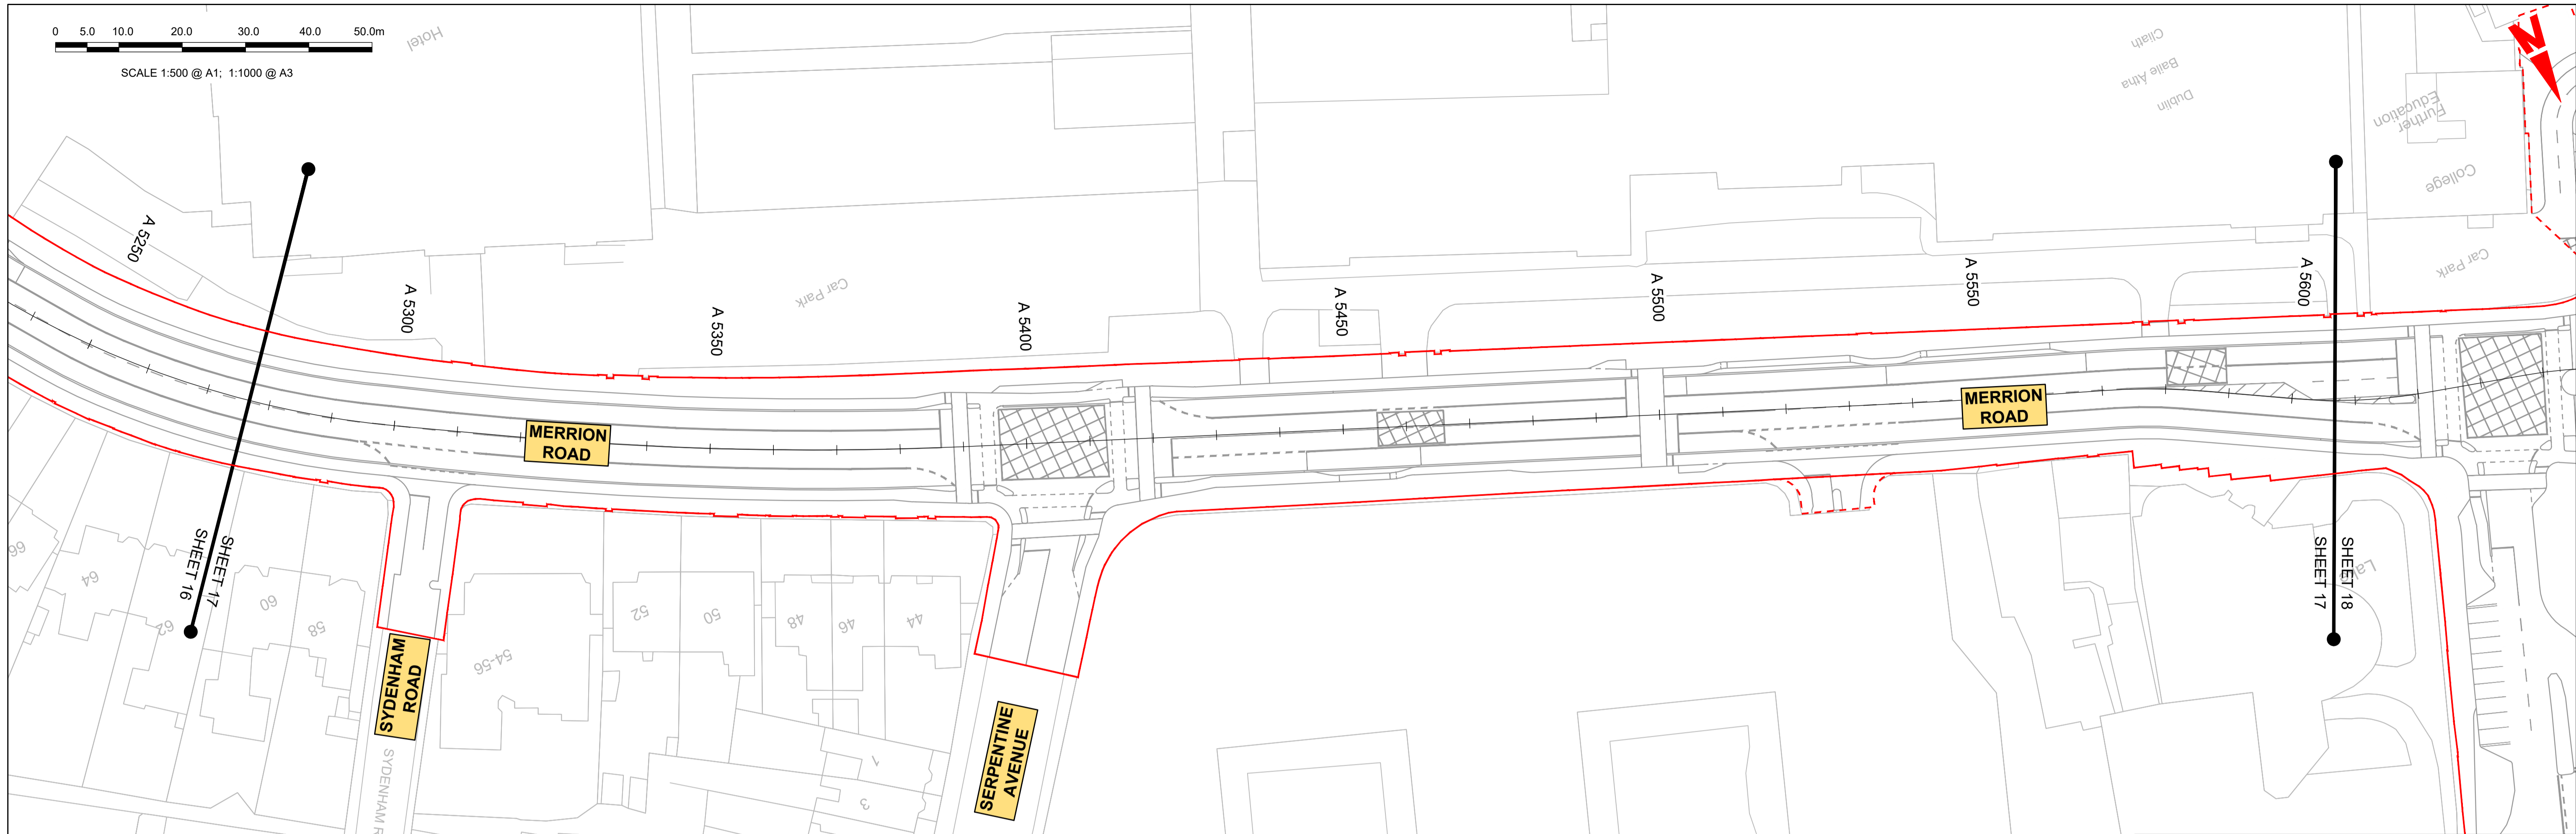 0 5.0 10.0 20.0 30.0 40.0 50.0m
SCALE 1:500 @ A1; 1:1000 @ A3
Hotel
Cliath
Baile Átha
Dublin
Further
Education
College
Car Park
N
A 5250
A 5300
A 5350
A 5400
A 5450
A 5500
A 5550
A 5600
Car Park
MERRION
ROAD
MERRION
ROAD
SHEET 16
SHEET 17
SHEET 17
SHEET 18
66
64
62
60
58
54-56
52
50
48
46
44
1
3
SYDENHAM
ROAD
SYDENHAM R
SERPENTINE
AVENUE